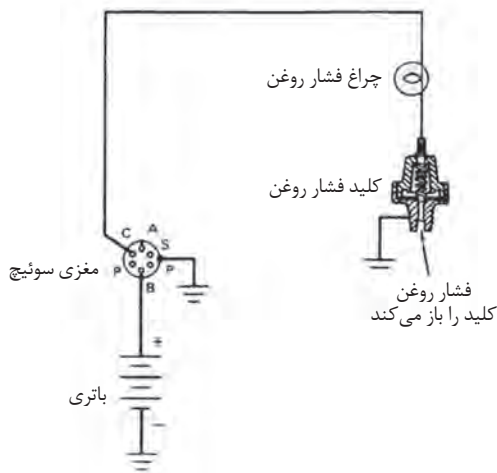 چراغ فشار روغن
کلید فشار روغن
فشار روغن
کلید را باز می‌کند
مغزی سوئیچ
C
A
S
P
P
B
+
باتری
−